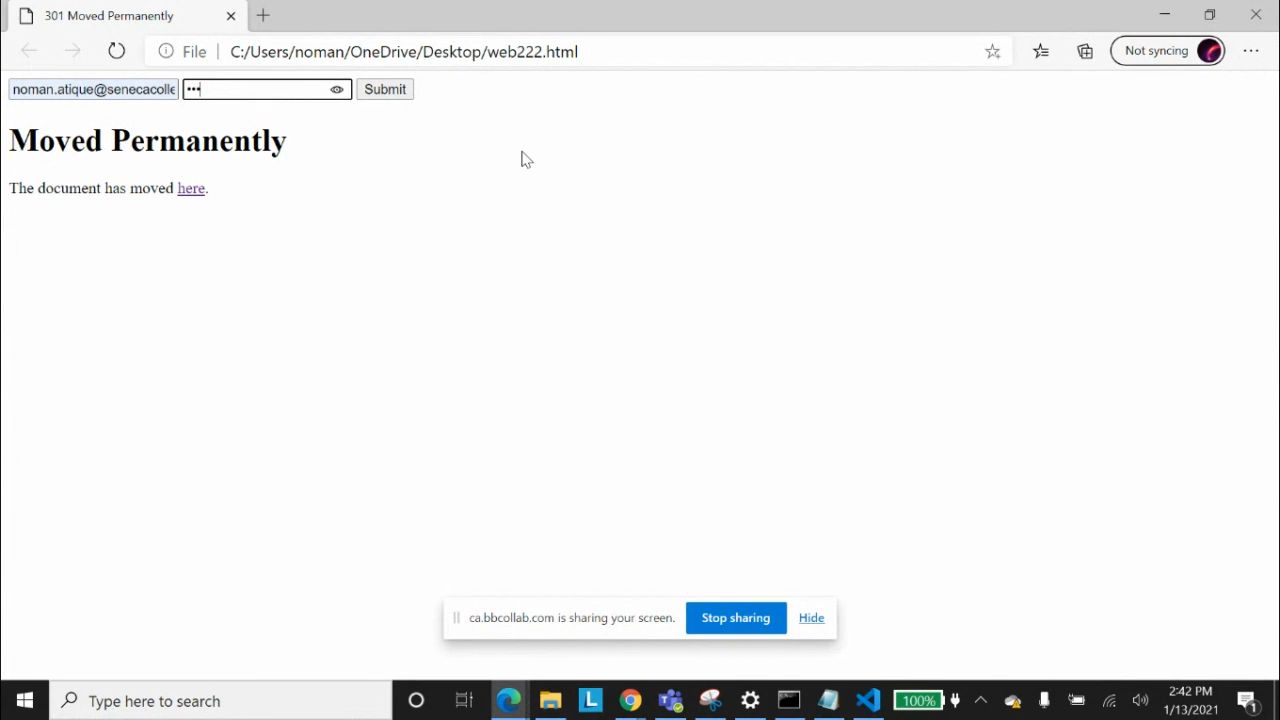 301 Moved Permanently
File
C:/Users/noman/OneDrive/Desktop/web222.html
Not syncing
noman.atique@senecacolle
•••
Submit
Moved Permanently
The document has moved here.
ca.bbcollab.com is sharing your screen.
Stop sharing
Hide
Type here to search
L
100%
2:42 PM
1/13/2021
1